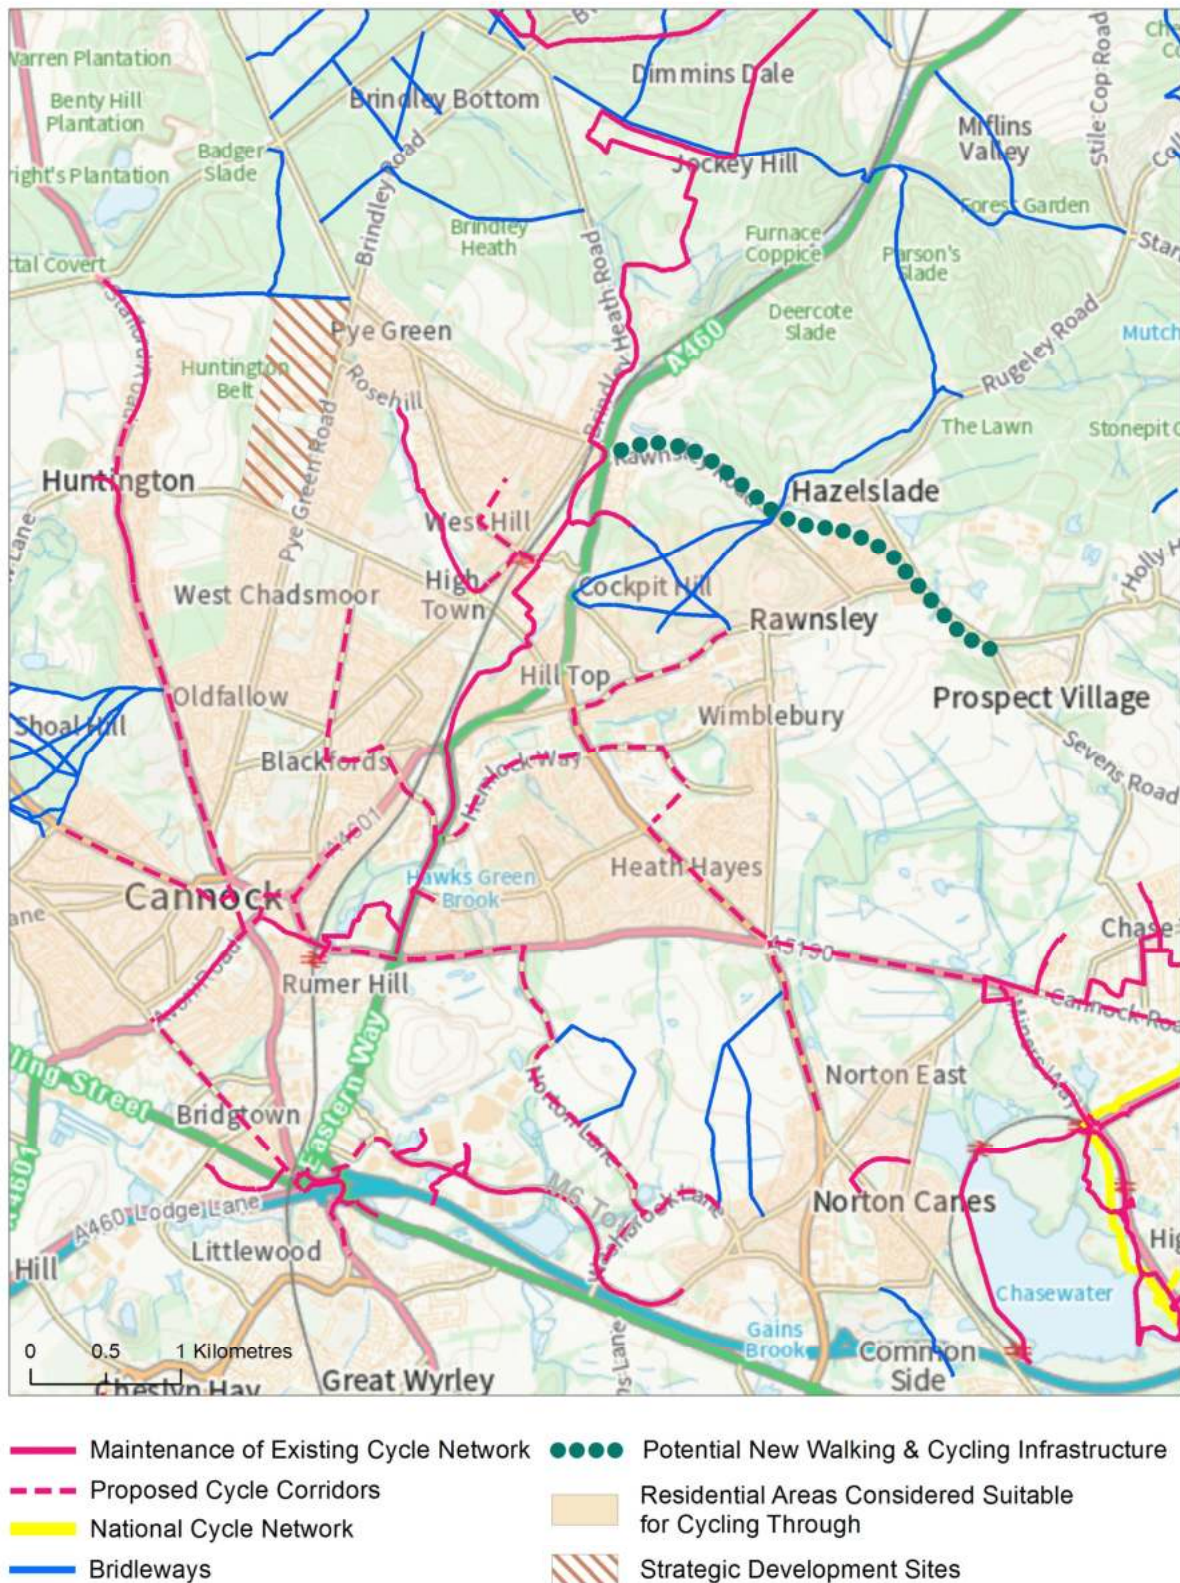 Warren Plantation
Benty Hill
Plantation
Badger
Slade
Brindley Bottom
Brindley Road
Dimmins Dale
Jockey Hill
Miflins
Valley
Stile Cop Road
Forest Garden
Brindley
Heath
Brindley Heath Road
Furnace
Coppice
Parson's
Slade
Deercote
Slade
A460
Pye Green
Huntington
Belt
Rosehill
Pye Green Road
Rugeley Road
The Lawn
Rawnsley Road
Huntington
Hazelslade
West Hill
High
Town
West Chadsmoor
Cockpit Hill
Rawnsley
Hill Top
Oldfallow
Shoal Hill
Wimblebury
Prospect Village
Sevens Road
Blackfords
Hemlock Way
A4601
Heath Hayes
Cannock
Hawks Green
Brook
A5190
Rumer Hill
Cannock Road
Eastern Way
Norton East
Bridgtown
Norton Lane
A4601
A460 Lodge Lane
Norton Canes
Littlewood
Hill
Chasewater
Gains
Brook
Common
Side
0 0.5 1 Kilometres
Cheslyn Hay
Great Wyrley
Maintenance of Existing Cycle Network
Potential New Walking & Cycling Infrastructure
Proposed Cycle Corridors
Residential Areas Considered Suitable
for Cycling Through
National Cycle Network
Bridleways
Strategic Development Sites